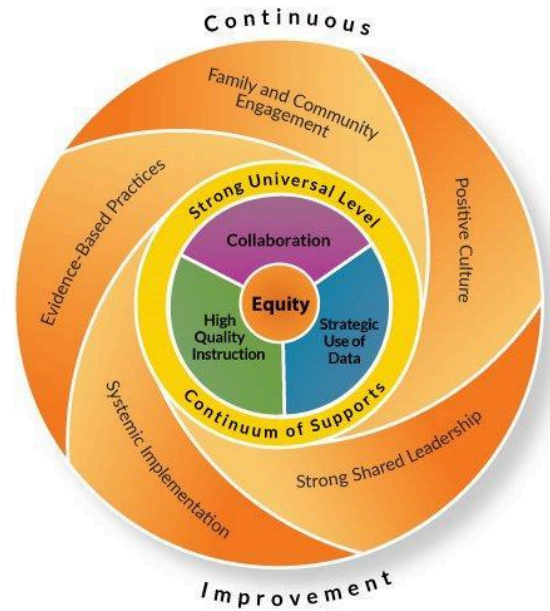 Continuous
Family and Community
Engagement
Positive Culture
Evidence-Based Practices
Strong Universal Level
Collaboration
Equity
High
Quality
Instruction
Strategic
Use of
Data
Continuum of Supports
Systemic Implementation
Strong Shared Leadership
Improvement